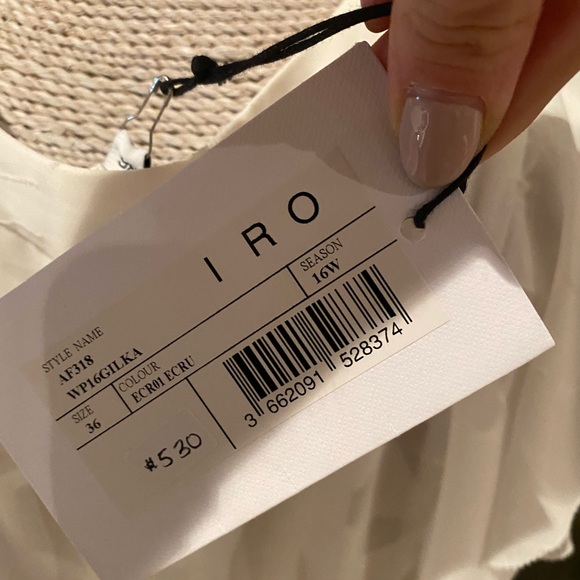 IRO
STYLE NAME
AF318
WP16GILKA
SEASON
16W
SIZE
36
COLOUR
ECR01 ECRU
3 662091 528374
#530